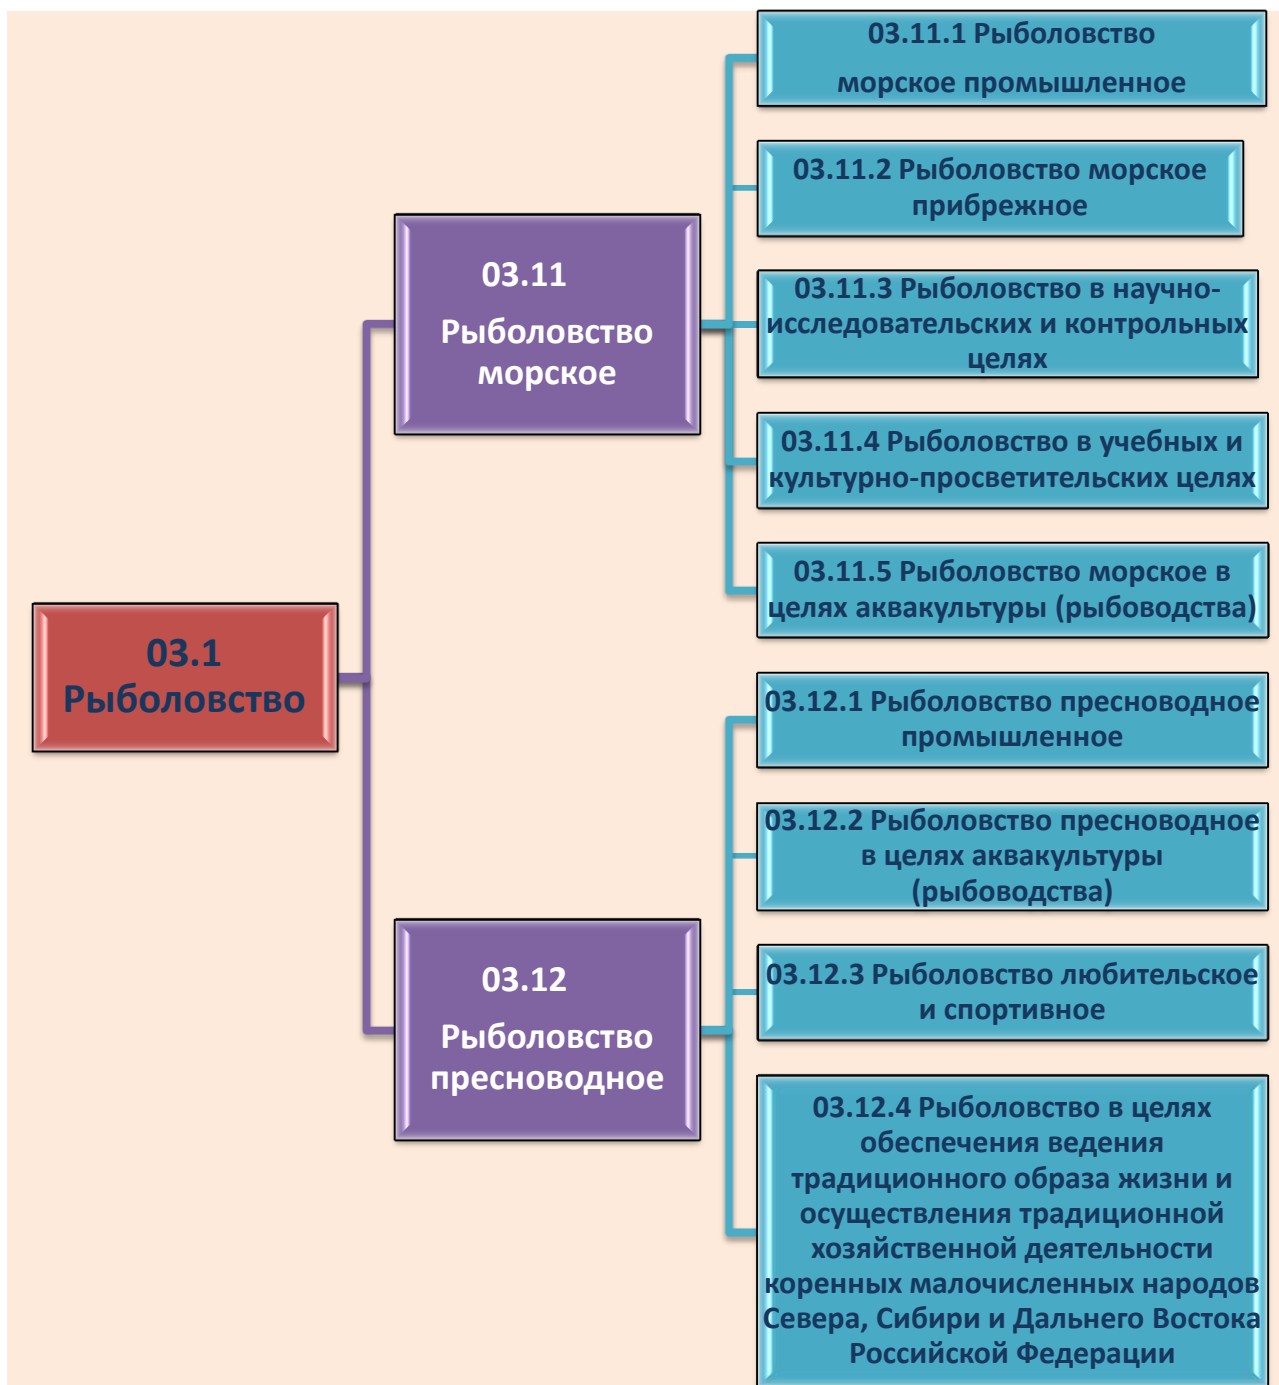 03.1
Рыболовство
03.11
Рыболовство
морское
03.11.1 Рыболовство
морское промышленное
03.11.2 Рыболовство морское
прибрежное
03.11.3 Рыболовство в научно-
исследовательских и контрольных
целях
03.11.4 Рыболовство в учебных и
культурно-просветительских целях
03.11.5 Рыболовство морское в
целях аквакультуры (рыбоводства)
03.12
Рыболовство
пресноводное
03.12.1 Рыболовство пресноводное
промышленное
03.12.2 Рыболовство пресноводное
в целях аквакультуры
(рыбоводства)
03.12.3 Рыболовство любительское
и спортивное
03.12.4 Рыболовство в целях
обеспечения ведения
традиционного образа жизни и
осуществления традиционной
хозяйственной деятельности
коренных малочисленных народов
Севера, Сибири и Дальнего Востока
Российской Федерации